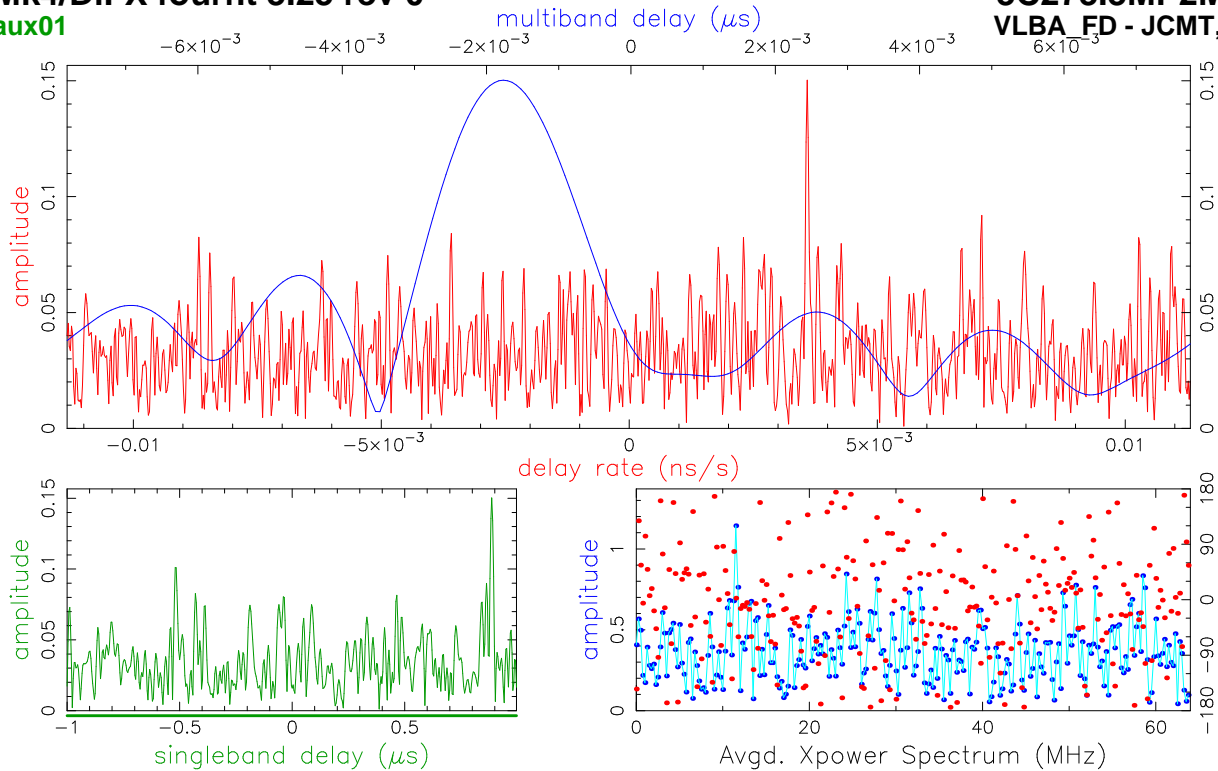 multiband delay (μs)
aux01
VLBA_FD - JCMT,
−6×10⁻³ −4×10⁻³ −2×10⁻³ 0 2×10⁻³ 4×10⁻³ 6×10⁻³
amplitude
0 0.05 0.1 0.15
0 0.05 0.1 0.15
−0.01 −5×10⁻³ 0 5×10⁻³ 0.01
delay rate (ns/s)
amplitude
0 0.05 0.1 0.15
−1 −0.5 0 0.5
singleband delay (μs)
amplitude
0 0.5 1
−180 −90 0 90 180
0 20 40 60
Avgd. Xpower Spectrum (MHz)